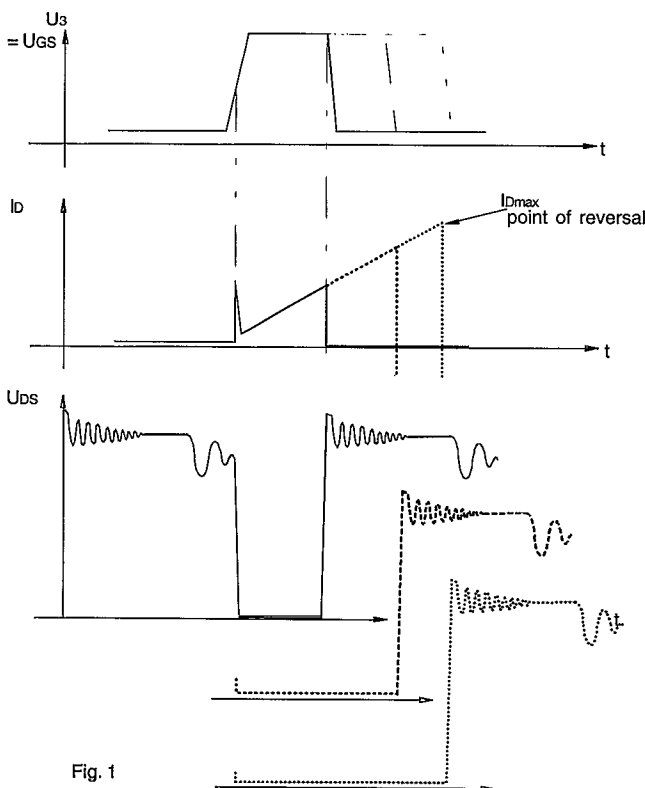 U3
= UGS
t
IDmax
point of reversal
ID
t
UDS
t
Fig. 1